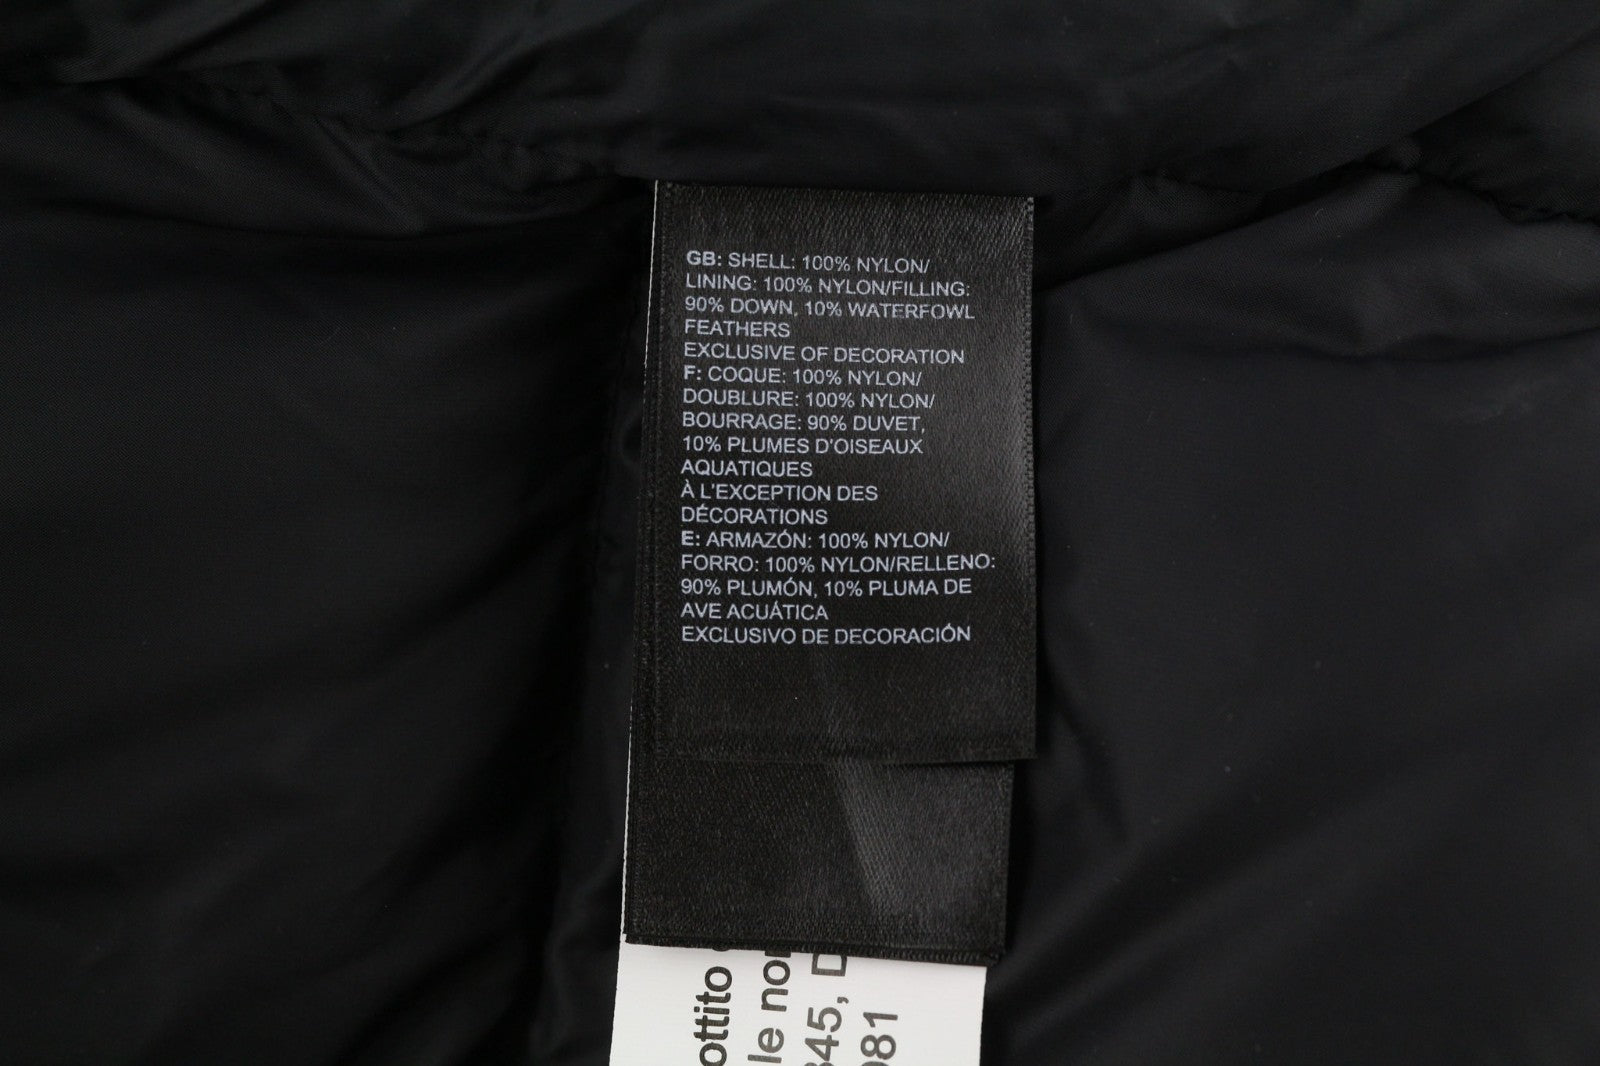 GB: SHELL: 100% NYLON/
LINING: 100% NYLON/FILLING:
90% DOWN, 10% WATERFOWL
FEATHERS
EXCLUSIVE OF DECORATION
F: COQUE: 100% NYLON/
DOUBLURE: 100% NYLON/
BOURRAGE: 90% DUVET,
10% PLUMES D'OISEAUX
AQUATIQUES
À L'EXCEPTION DES
DÉCORATIONS
E: ARMAZÓN: 100% NYLON/
FORRO: 100% NYLON/RELLENO:
90% PLUMÓN, 10% PLUMA DE
AVE ACUÁTICA
EXCLUSIVO DE DECORACIÓN
ottito
le